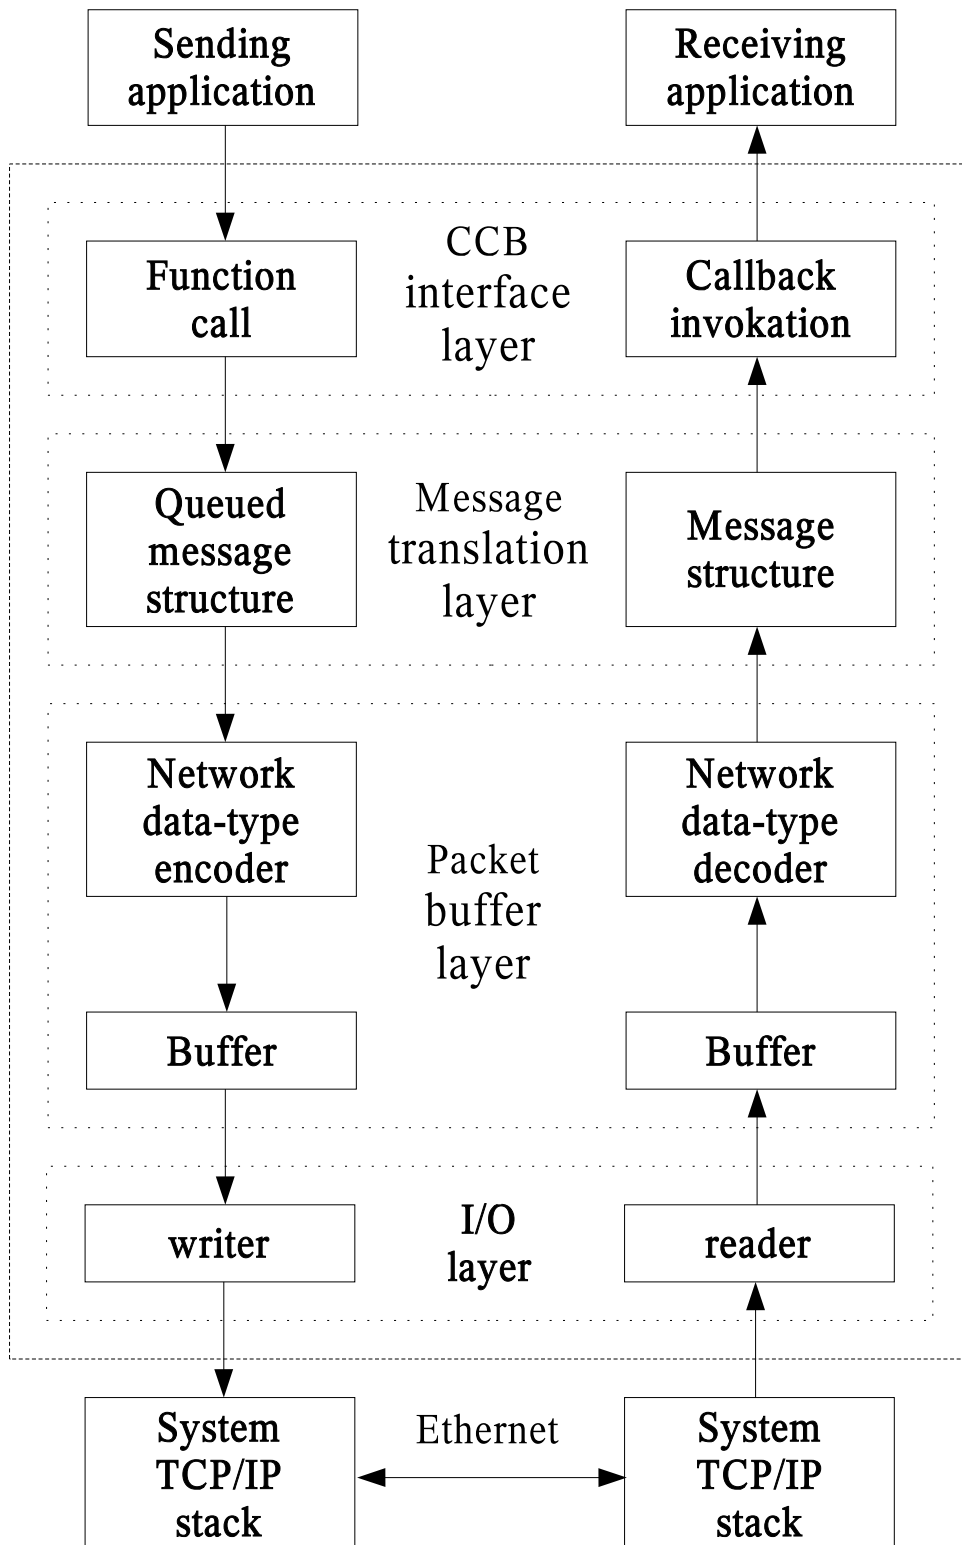 Sending
application
Receiving
application
Function
call
CCB
interface
layer
Callback
invokation
Queued
message
structure
Message
translation
layer
Message
structure
Network
data-type
encoder
Packet
buffer
layer
Network
data-type
decoder
Buffer
Buffer
writer
I/O
layer
reader
System
TCP/IP
stack
Ethernet
System
TCP/IP
stack